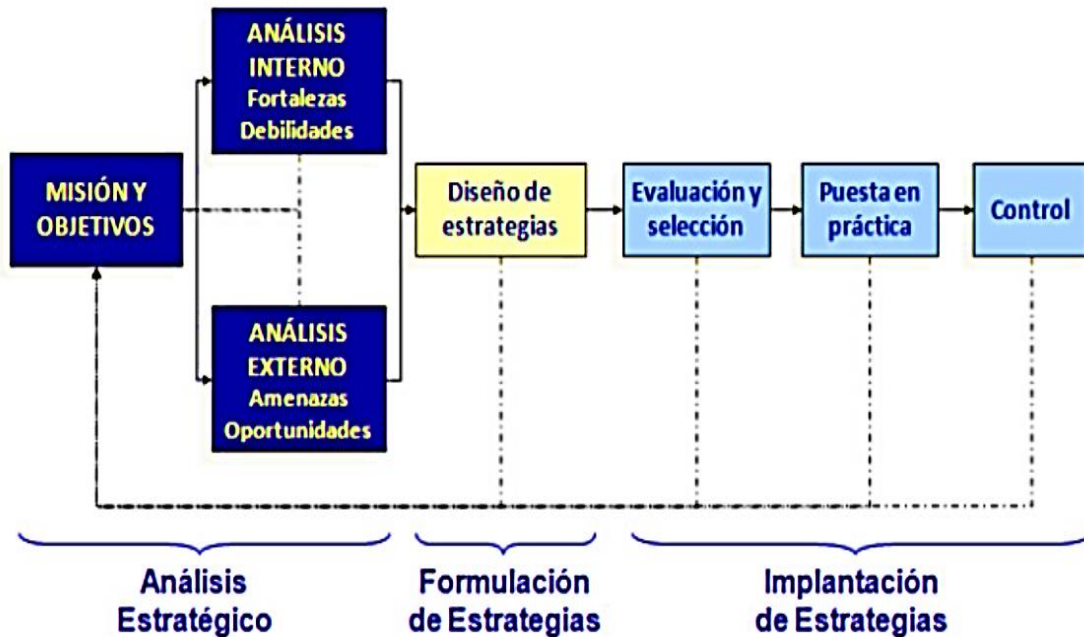 ANÁLISIS
INTERNO
Fortalezas
Debilidades
MISIÓN Y
OBJETIVOS
ANÁLISIS
EXTERNO
Amenazas
Oportunidades
Diseño de
estrategias
Evaluación y
selección
Puesta en
práctica
Control
Análisis
Estratégico
Formulación
de Estrategias
Implantación
de Estrategias